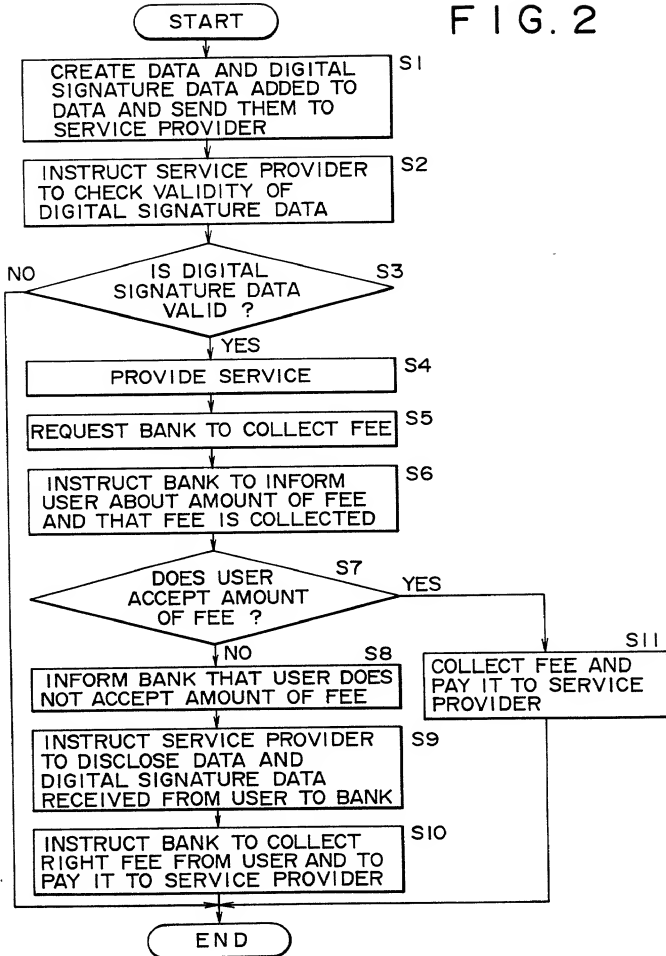 FIG. 2
START
S1
CREATE DATA AND DIGITAL
SIGNATURE DATA ADDED TO
DATA AND SEND THEM TO
SERVICE PROVIDER
S2
INSTRUCT SERVICE PROVIDER
TO CHECK VALIDITY OF
DIGITAL SIGNATURE DATA
S3
NO
IS DIGITAL
SIGNATURE DATA
VALID ?
YES
S4
PROVIDE SERVICE
S5
REQUEST BANK TO COLLECT FEE
S6
INSTRUCT BANK TO INFORM
USER ABOUT AMOUNT OF FEE
AND THAT FEE IS COLLECTED
S7
DOES USER
ACCEPT AMOUNT
OF FEE ?
YES
NO
S8
INFORM BANK THAT USER DOES
NOT ACCEPT AMOUNT OF FEE
S11
COLLECT FEE AND
PAY IT TO SERVICE
PROVIDER
S9
INSTRUCT SERVICE PROVIDER
TO DISCLOSE DATA AND
DIGITAL SIGNATURE DATA
RECEIVED FROM USER TO BANK
S10
INSTRUCT BANK TO COLLECT
RIGHT FEE FROM USER AND TO
PAY IT TO SERVICE PROVIDER
END